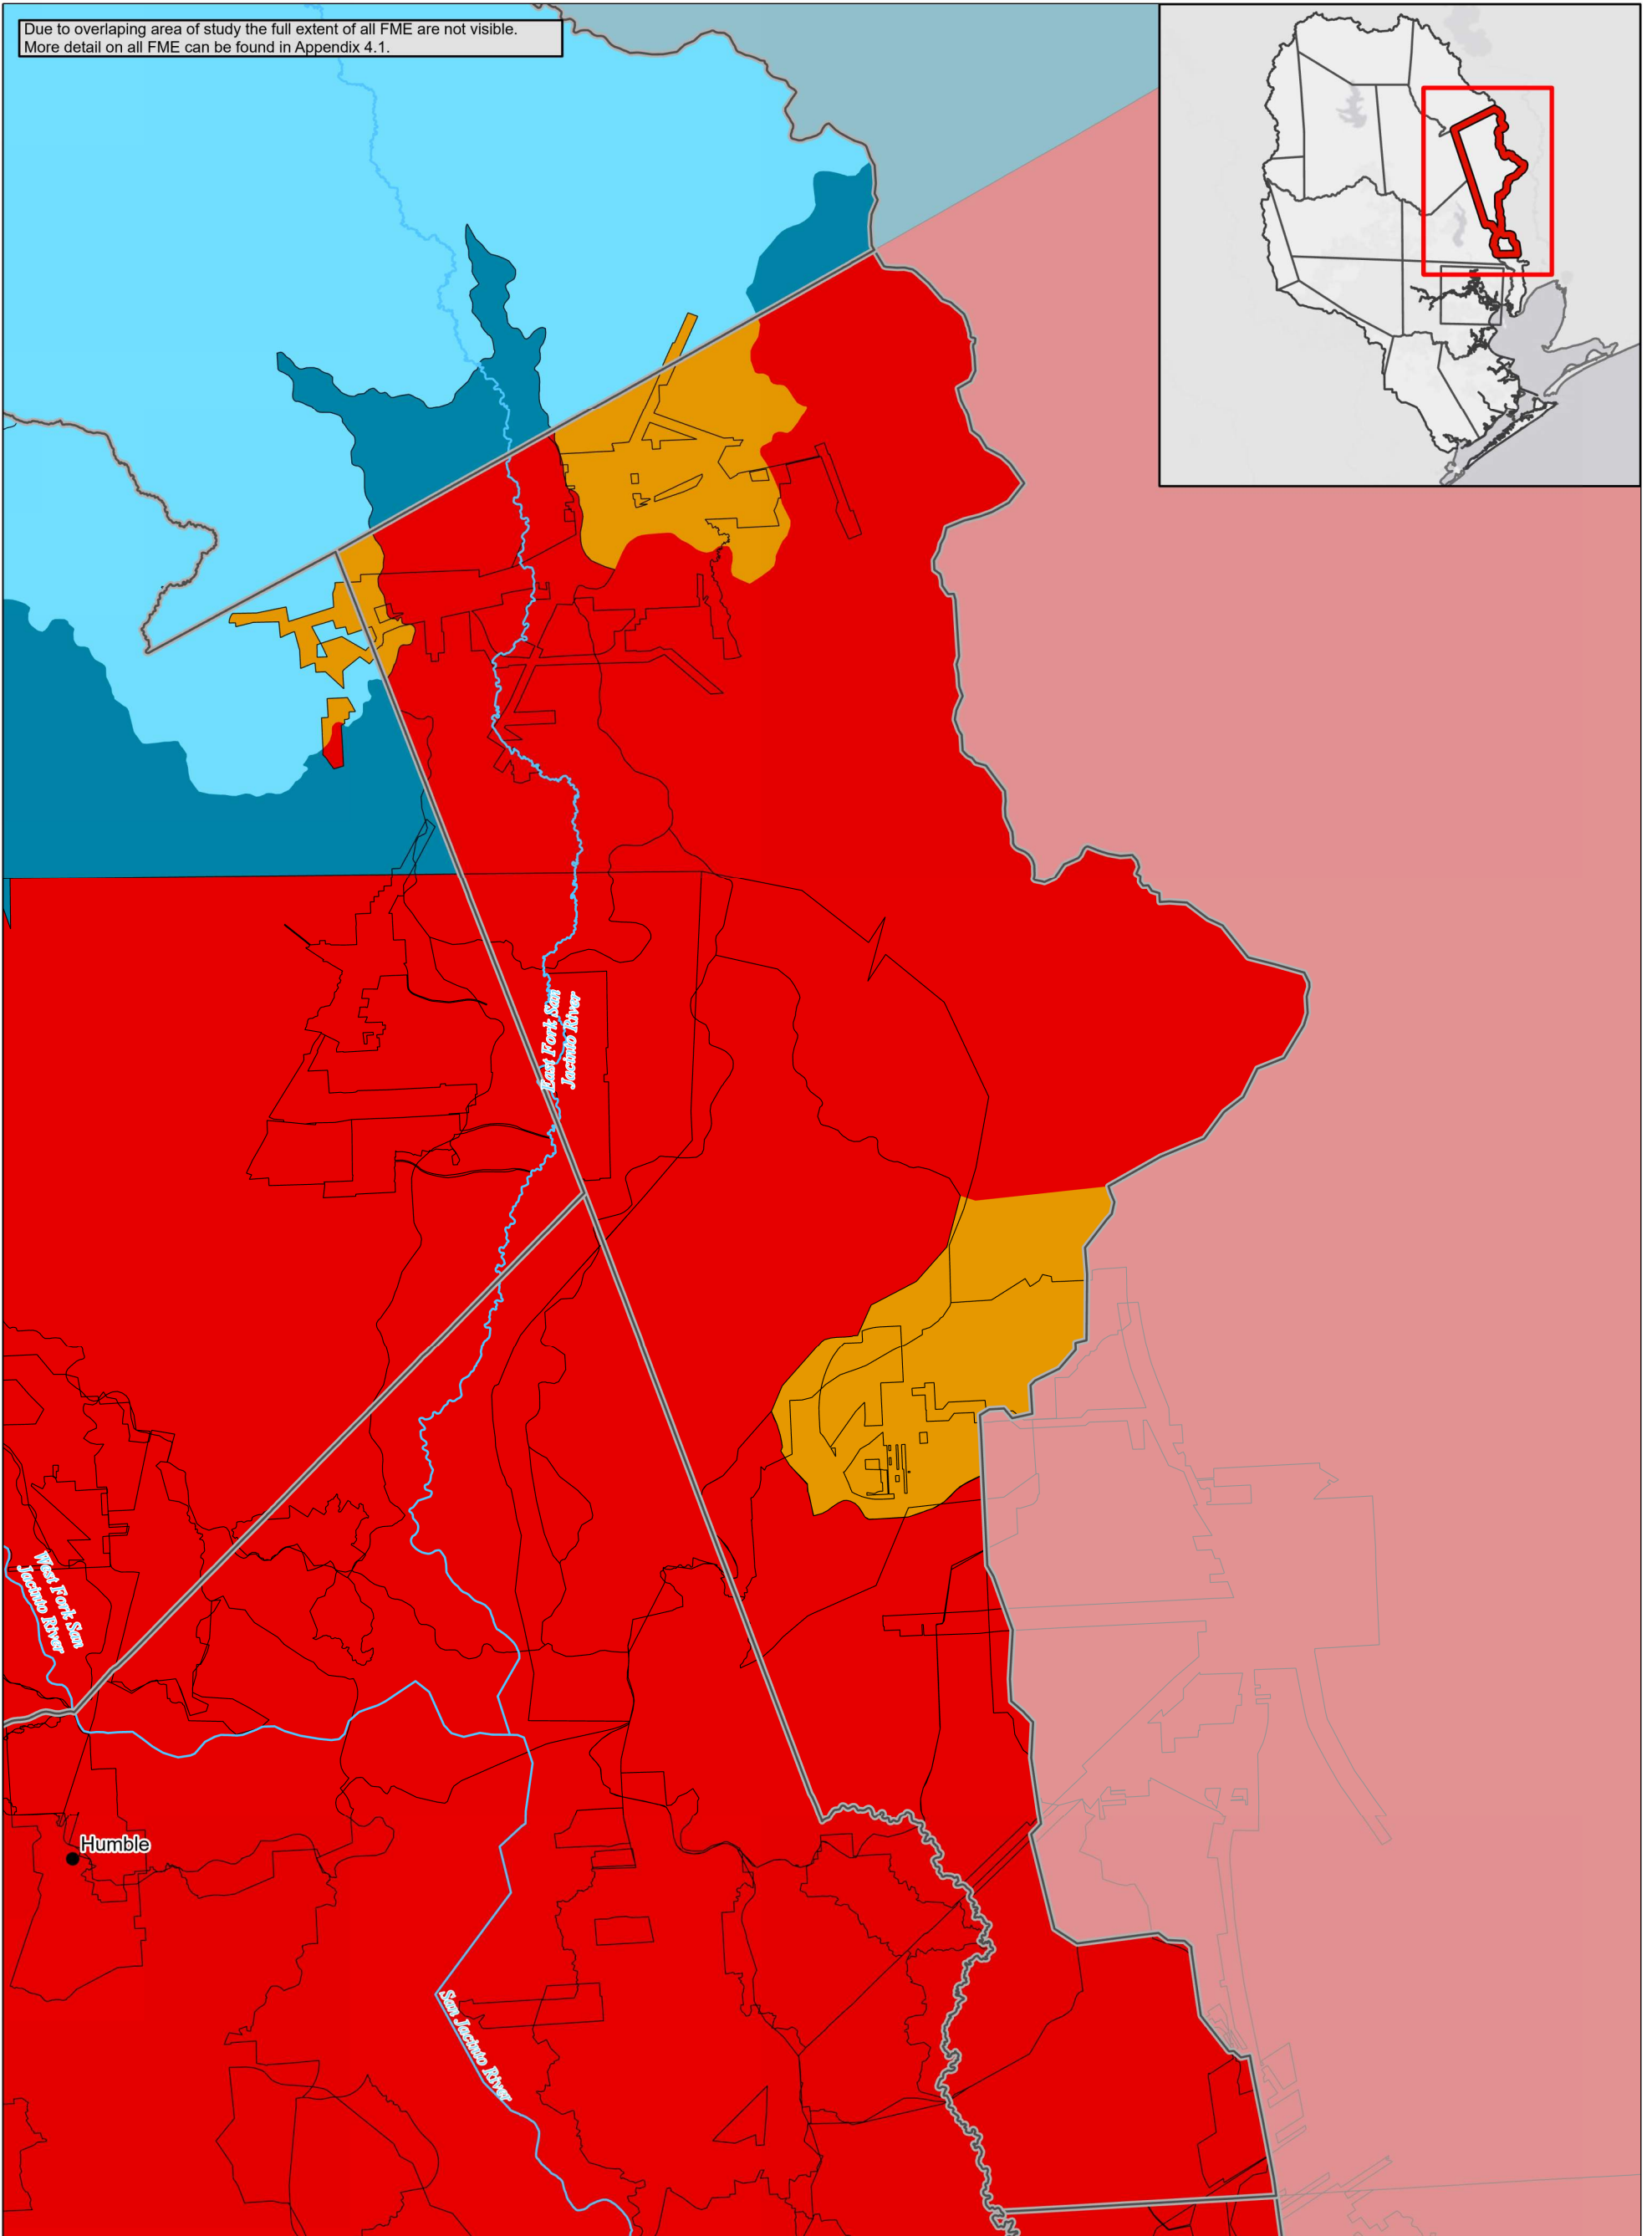 Due to overlaping area of study the full extent of all FME are not visible.
More detail on all FME can be found in Appendix 4.1.
East Fork San
Jacinto River
West Fork San
Jacinto River
Humble
San Jacinto River